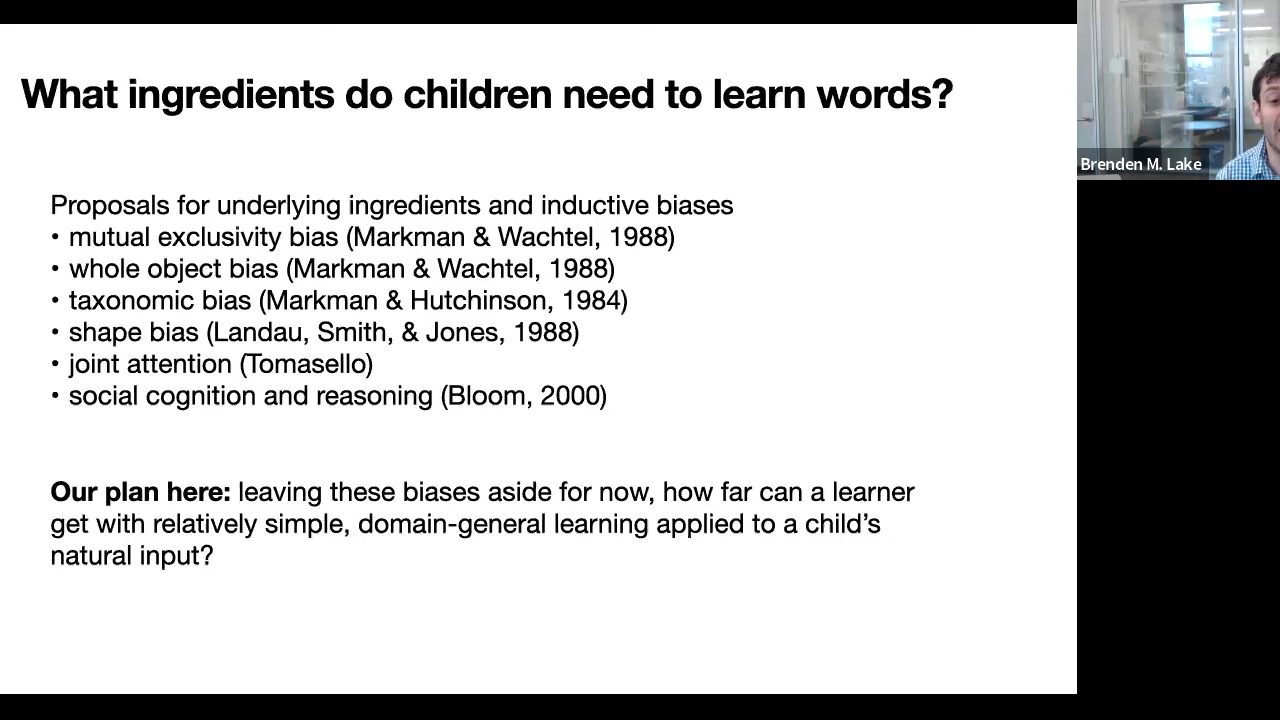 What ingredients do children need to learn words?
Brenden M. Lake
Proposals for underlying ingredients and inductive biases
• mutual exclusivity bias (Markman & Wachtel, 1988)
• whole object bias (Markman & Wachtel, 1988)
• taxonomic bias (Markman & Hutchinson, 1984)
• shape bias (Landau, Smith, & Jones, 1988)
• joint attention (Tomasello)
• social cognition and reasoning (Bloom, 2000)
Our plan here: leaving these biases aside for now, how far can a learner
get with relatively simple, domain-general learning applied to a child’s
natural input?